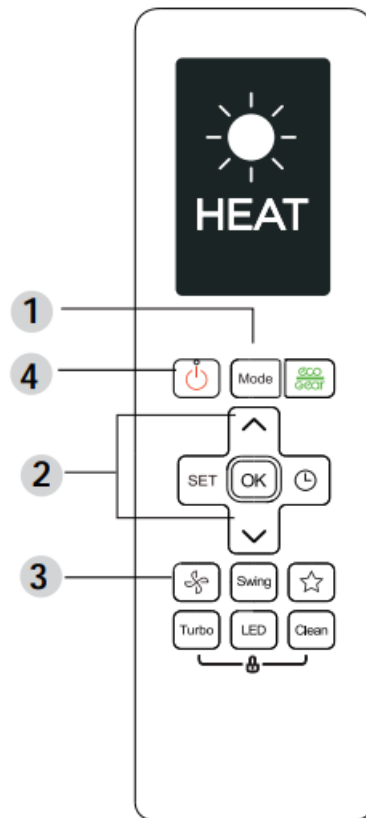 HEAT
1
4
Mode
eco
Gear
2
SET
OK
3
Swing
Turbo
LED
Clean